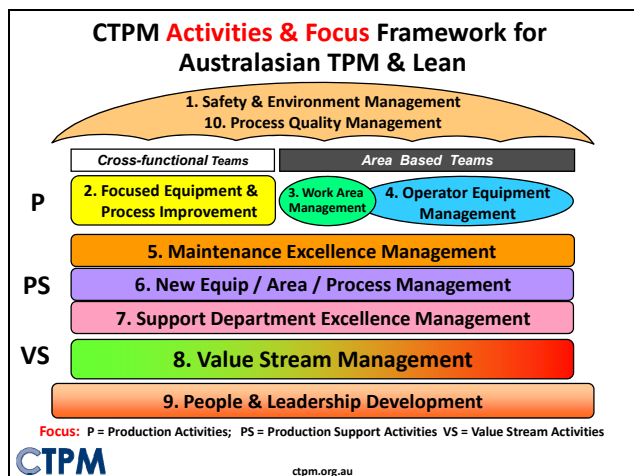 CTPM Activities & Focus Framework for
Australasian TPM & Lean
1. Safety & Environment Management
10. Process Quality Management
Cross-functional Teams
Area Based Teams
P
2. Focused Equipment &
Process Improvement
3. Work Area
Management
4. Operator Equipment
Management
5. Maintenance Excellence Management
PS
6. New Equip / Area / Process Management
7. Support Department Excellence Management
VS
8. Value Stream Management
9. People & Leadership Development
Focus: P = Production Activities; PS = Production Support Activities VS = Value Stream Activities
CTPM
ctpm.org.au